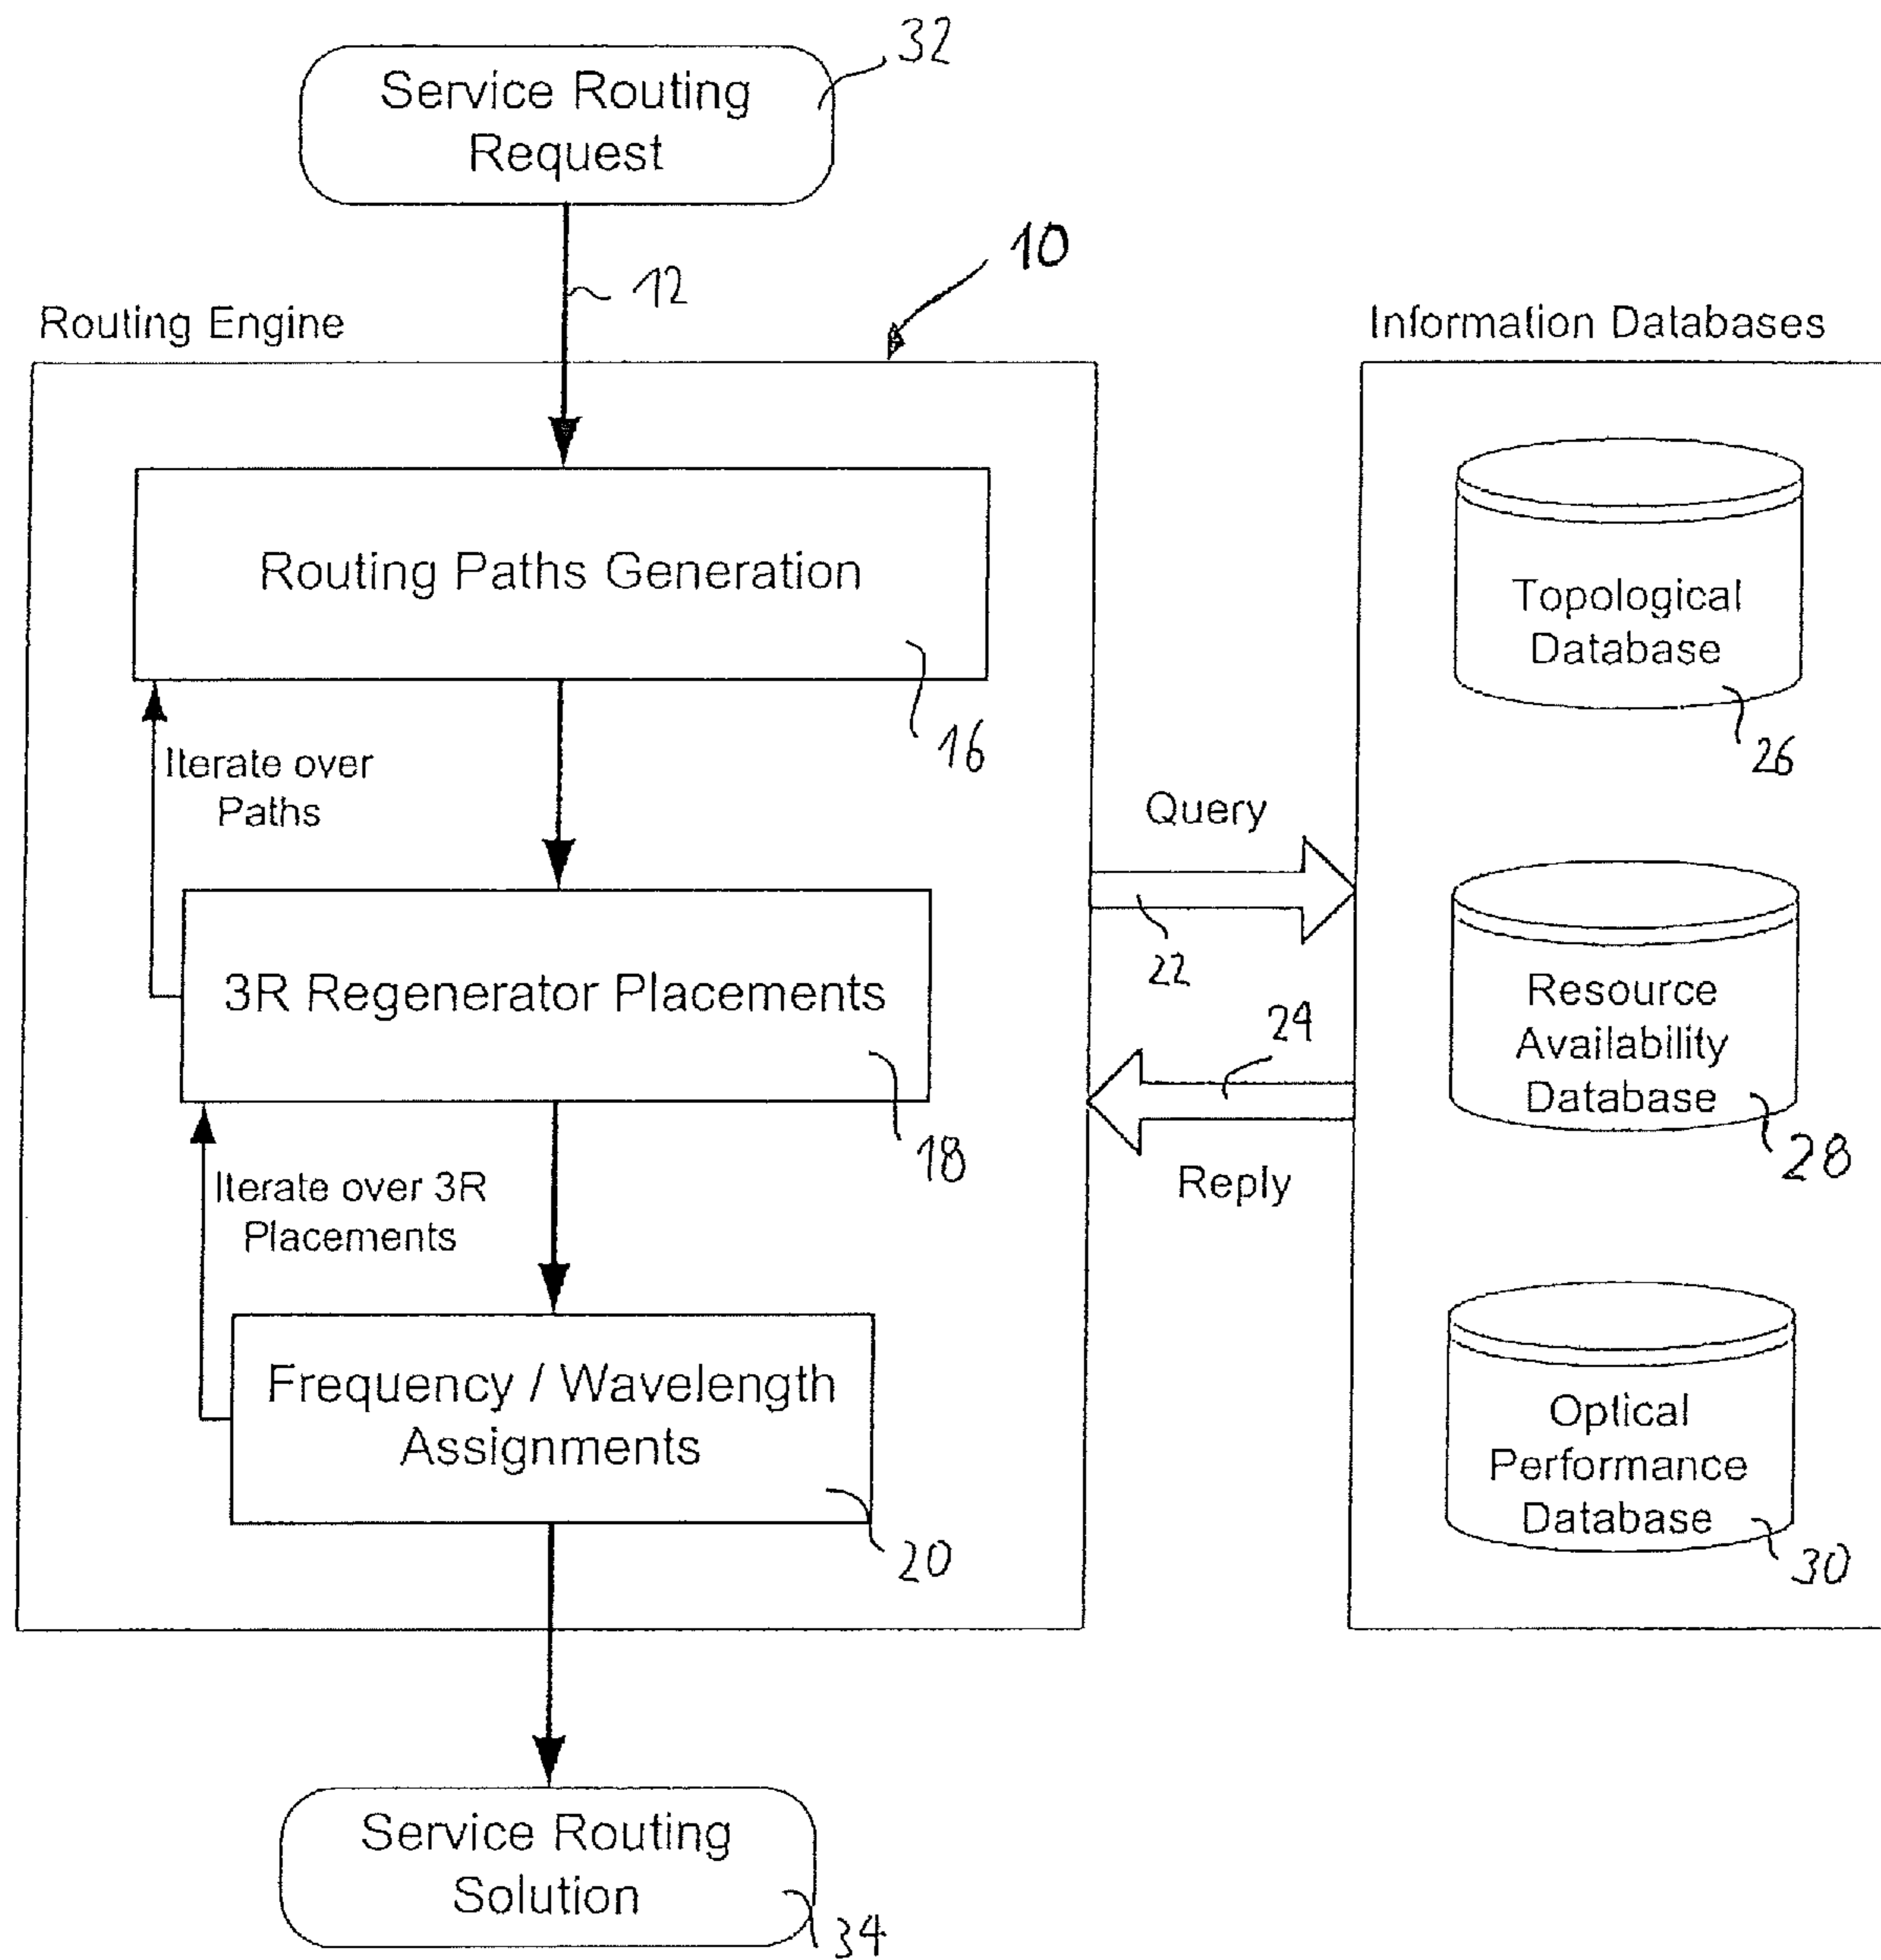 Service Routing
Request
32
10
12
Routing Engine
Information Databases
Routing Paths Generation
16
Topological
Database
26
Iterate over
Paths
Query
22
3R Regenerator Placements
18
Resource
Availability
Database
28
24
Reply
Iterate over 3R
Placements
Frequency / Wavelength
Assignments
20
Optical
Performance
Database
30
Service Routing
Solution
34